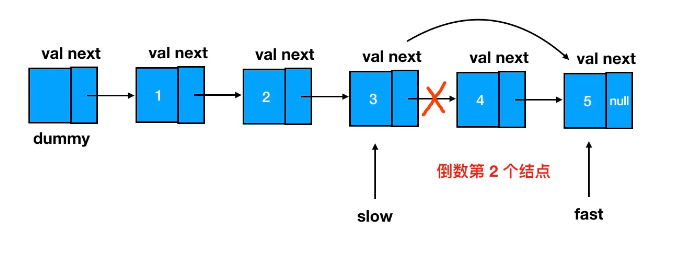 val next
val next
val next
val next
val next
val next
1
2
3
4
5
null
dummy
倒数第 2 个结点
slow
fast